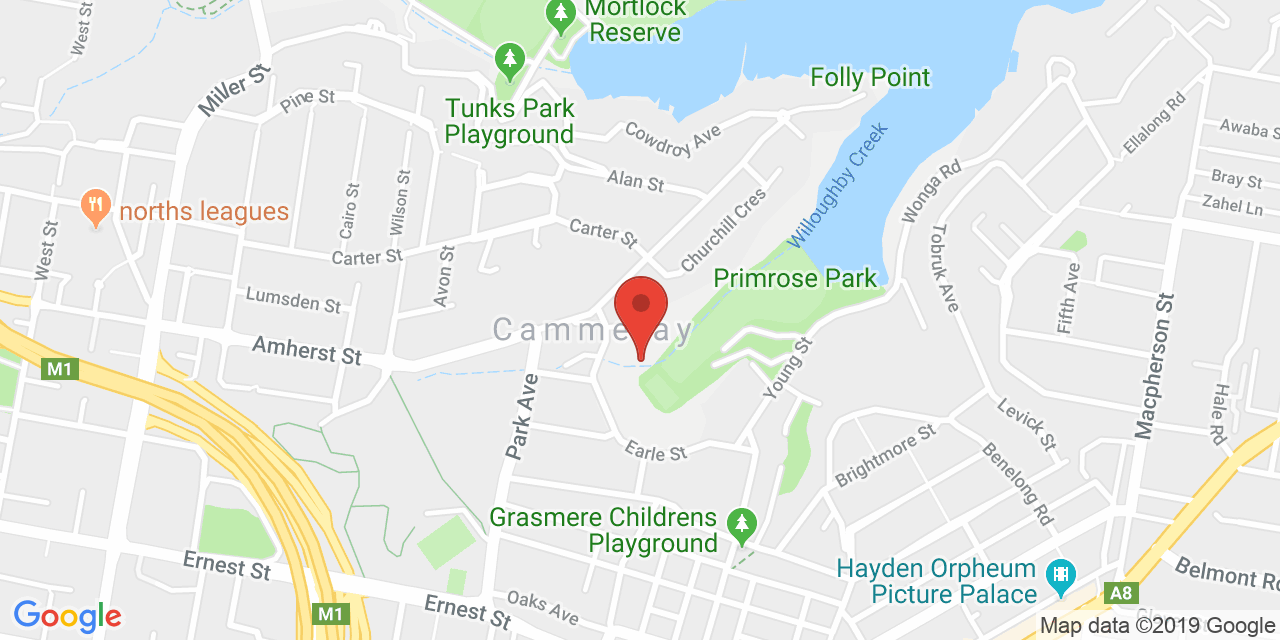 Mortlock
Reserve
West St
Miller St
Folly Point
Pine St
Tunks Park
Playground
Cowdroy Ave
Ellalong Rd
Awaba S
Willoughby Creek
Alan St
Bray St
Wonga Rd
Cairo St
Wilson St
norths leagues
Zahel Ln
Churchill Cres
Carter St
West St
Carter St
Tobruk Ave
Avon St
Primrose Park
Fifth Ave
Lumsden St
Macpherson St
Cammeray
Amherst St
M1
Young St
Hale Rd
Park Ave
Levick St
Earle St
Brightmore St
Benelong Rd
Grasmere Childrens
Playground
Ernest St
Hayden Orpheum
Picture Palace
Belmont Ro
A8
Oaks Ave
Ernest St
M1
Google
Map data ©2019 Google